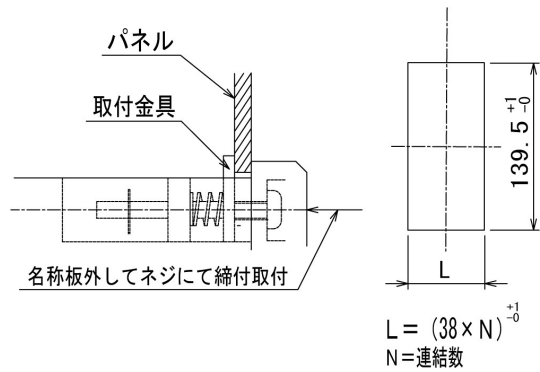 パネル
取付金具
名称板外してネジにて締付取付
139.5 +1 -0
L
L=(38×N) +1 -0
N=連結数